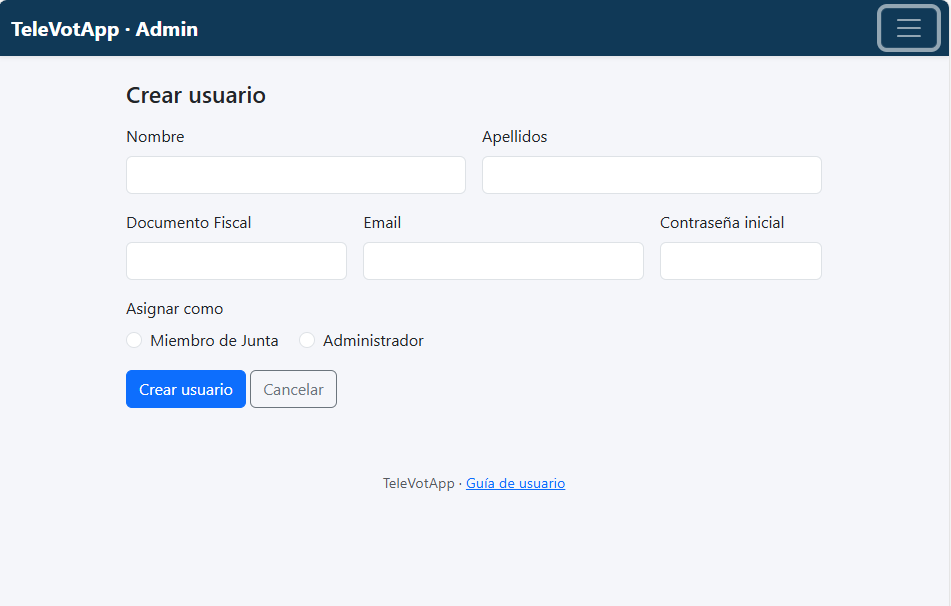 TeleVotApp · Admin
Crear usuario
Nombre Apellidos
Documento Fiscal Email Contraseña inicial
Asignar como
Miembro de Junta Administrador
Crear usuario Cancelar
TeleVotApp · Guía de usuario